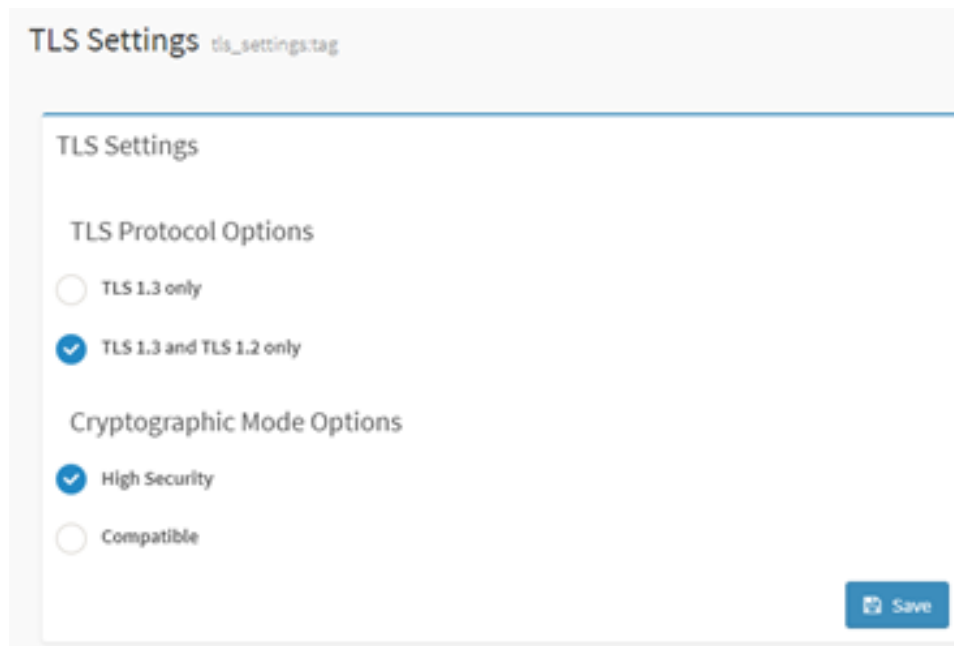 TLS Settings tls_settings:tag
TLS Settings
TLS Protocol Options
TLS 1.3 only
TLS 1.3 and TLS 1.2 only
Cryptographic Mode Options
High Security
Compatible
Save